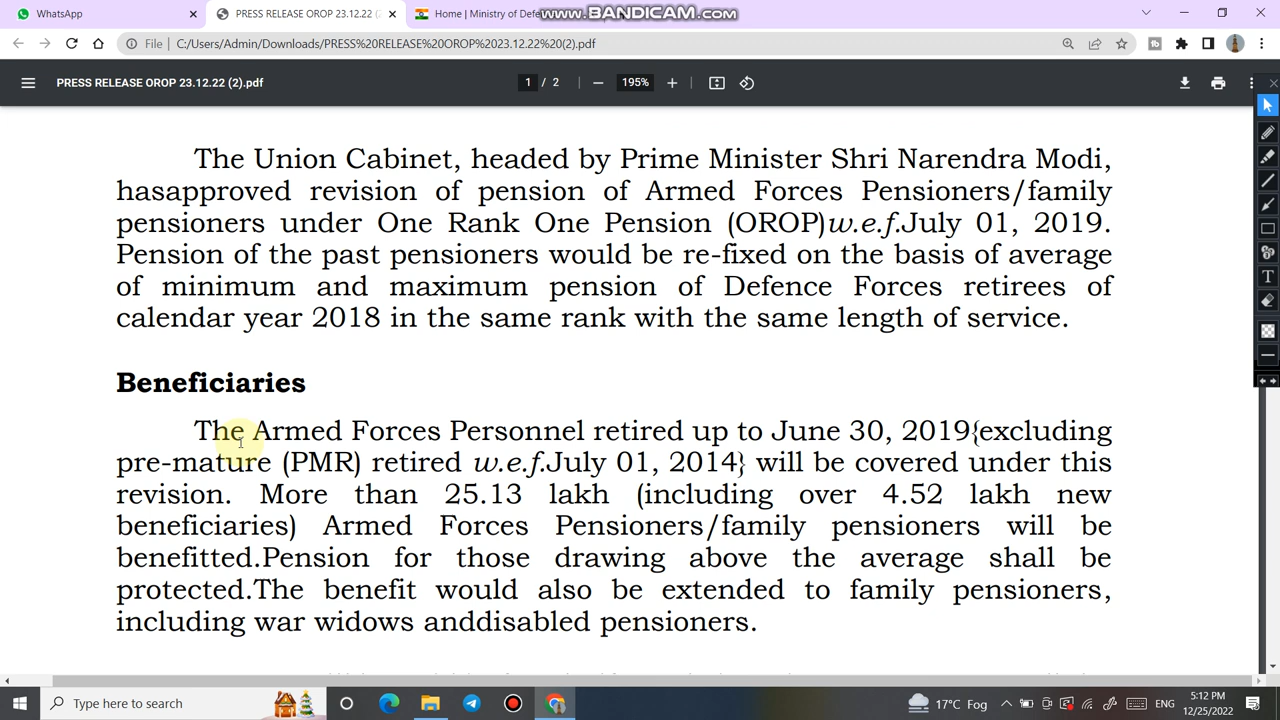 WhatsApp
PRESS RELEASE OROP 23.12.22 (2
Home | Ministry of Defe
www.BANDICAM.com
File | C:/Users/Admin/Downloads/PRESS%20RELEASE%20OROP%2023.12.22%20(2).pdf
PRESS RELEASE OROP 23.12.22 (2).pdf
1 / 2
195%
The Union Cabinet, headed by Prime Minister Shri Narendra Modi,
hasapproved revision of pension of Armed Forces Pensioners/family
pensioners under One Rank One Pension (OROP)w.e.f.July 01, 2019.
Pension of the past pensioners would be re-fixed on the basis of average
of minimum and maximum pension of Defence Forces retirees of
calendar year 2018 in the same rank with the same length of service.
Beneficiaries
The Armed Forces Personnel retired up to June 30, 2019{excluding
pre-mature (PMR) retired w.e.f.July 01, 2014} will be covered under this
revision. More than 25.13 lakh (including over 4.52 lakh new
beneficiaries) Armed Forces Pensioners/family pensioners will be
benefitted.Pension for those drawing above the average shall be
protected.The benefit would also be extended to family pensioners,
including war widows anddisabled pensioners.
Type here to search
17°C Fog
ENG
5:12 PM
12/25/2022